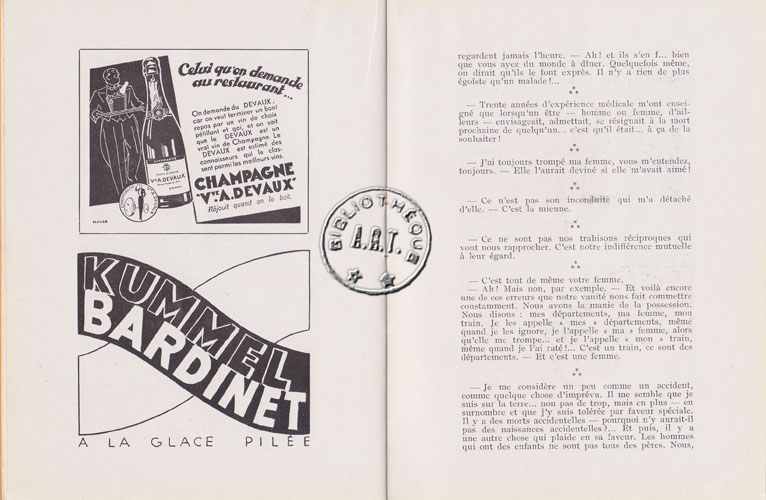 Celui qu'on demande
au restaurant...
On demande du DEVAUX,
car on veut terminer un bon
repas par un vin de choix
pétillant et gai, et on sait
que le DEVAUX est un
vrai vin de Champagne. Le
DEVAUX est estimé des
connaisseurs qui le clas-
sent parmi les meilleurs vins.
CHAMPAGNE
"Vve A. DEVAUX"
Réjouit quand on le boit.
Vve A. DEVAUX
KUMMEL
BARDINET
A LA GLACE PILÉE
BIBLIOTHÈQUE
A.R.T.
regardent jamais l'heure. — Ah! et ils s'en f... bien
que vous ayez du monde à dîner. Quelquefois même,
on dirait qu'ils le font exprès. Il n'y a rien de plus
égoïste qu'un malade!...
— Trente années d'expérience médicale m'ont ensei-
gné que lorsqu'un être — homme ou femme, d'ail-
leurs — envisageait, admettait, se résignait à la mort
prochaine de quelqu'un... c'est qu'il était... à ça de la
souhaiter!
— J'ai toujours trompé ma femme, vous m'entendez,
toujours. — Elle l'aurait deviné si elle m'avait aimé!
— Ce n'est pas son inconduite qui m'a détaché
d'elle. — C'est la mienne.
— Ce ne sont pas nos trahisons réciproques qui
vont nous rapprocher. C'est notre indifférence mutuelle
à leur égard.
— C'est tout de même votre femme.
— Ah! Mais non, par exemple. — Et voilà encore
une de ces erreurs que notre vanité nous fait commettre
constamment. Nous avons la manie de la possession.
Nous disons : mes départements, ma femme, mon
train. Je les appelle « mes » départements, même
quand je les ignore, je l'appelle « ma » femme, alors
qu'elle me trompe... et je l'appelle « mon » train,
même quand je l'ai raté!... C'est un train, ce sont des
départements. — Et c'est une femme.
— Je me considère un peu comme un accident,
comme quelque chose d'imprévu. Il me semble que je
suis sur la terre... non pas de trop, mais en plus — en
surnombre et que j'y suis tolérée par faveur spéciale.
Il y a des morts accidentelles — pourquoi n'y aurait-il
pas des naissances accidentelles?... Et puis, il y a
une autre chose qui plaide en sa faveur. Les hommes
qui ont des enfants ne sont pas tous des pères. Nous,